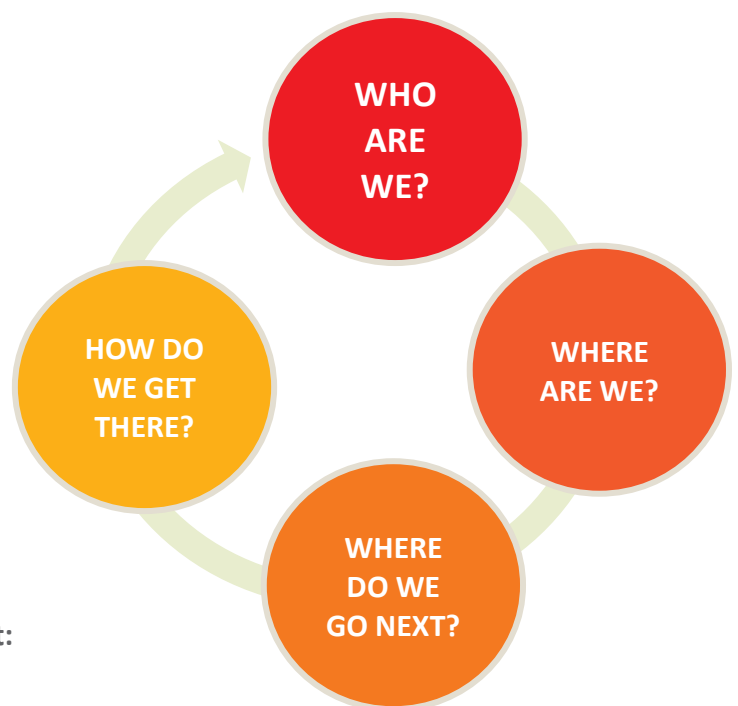 WHO
ARE
WE?
WHERE
ARE WE?
WHERE
DO WE
GO NEXT?
HOW DO
WE GET
THERE?
t: